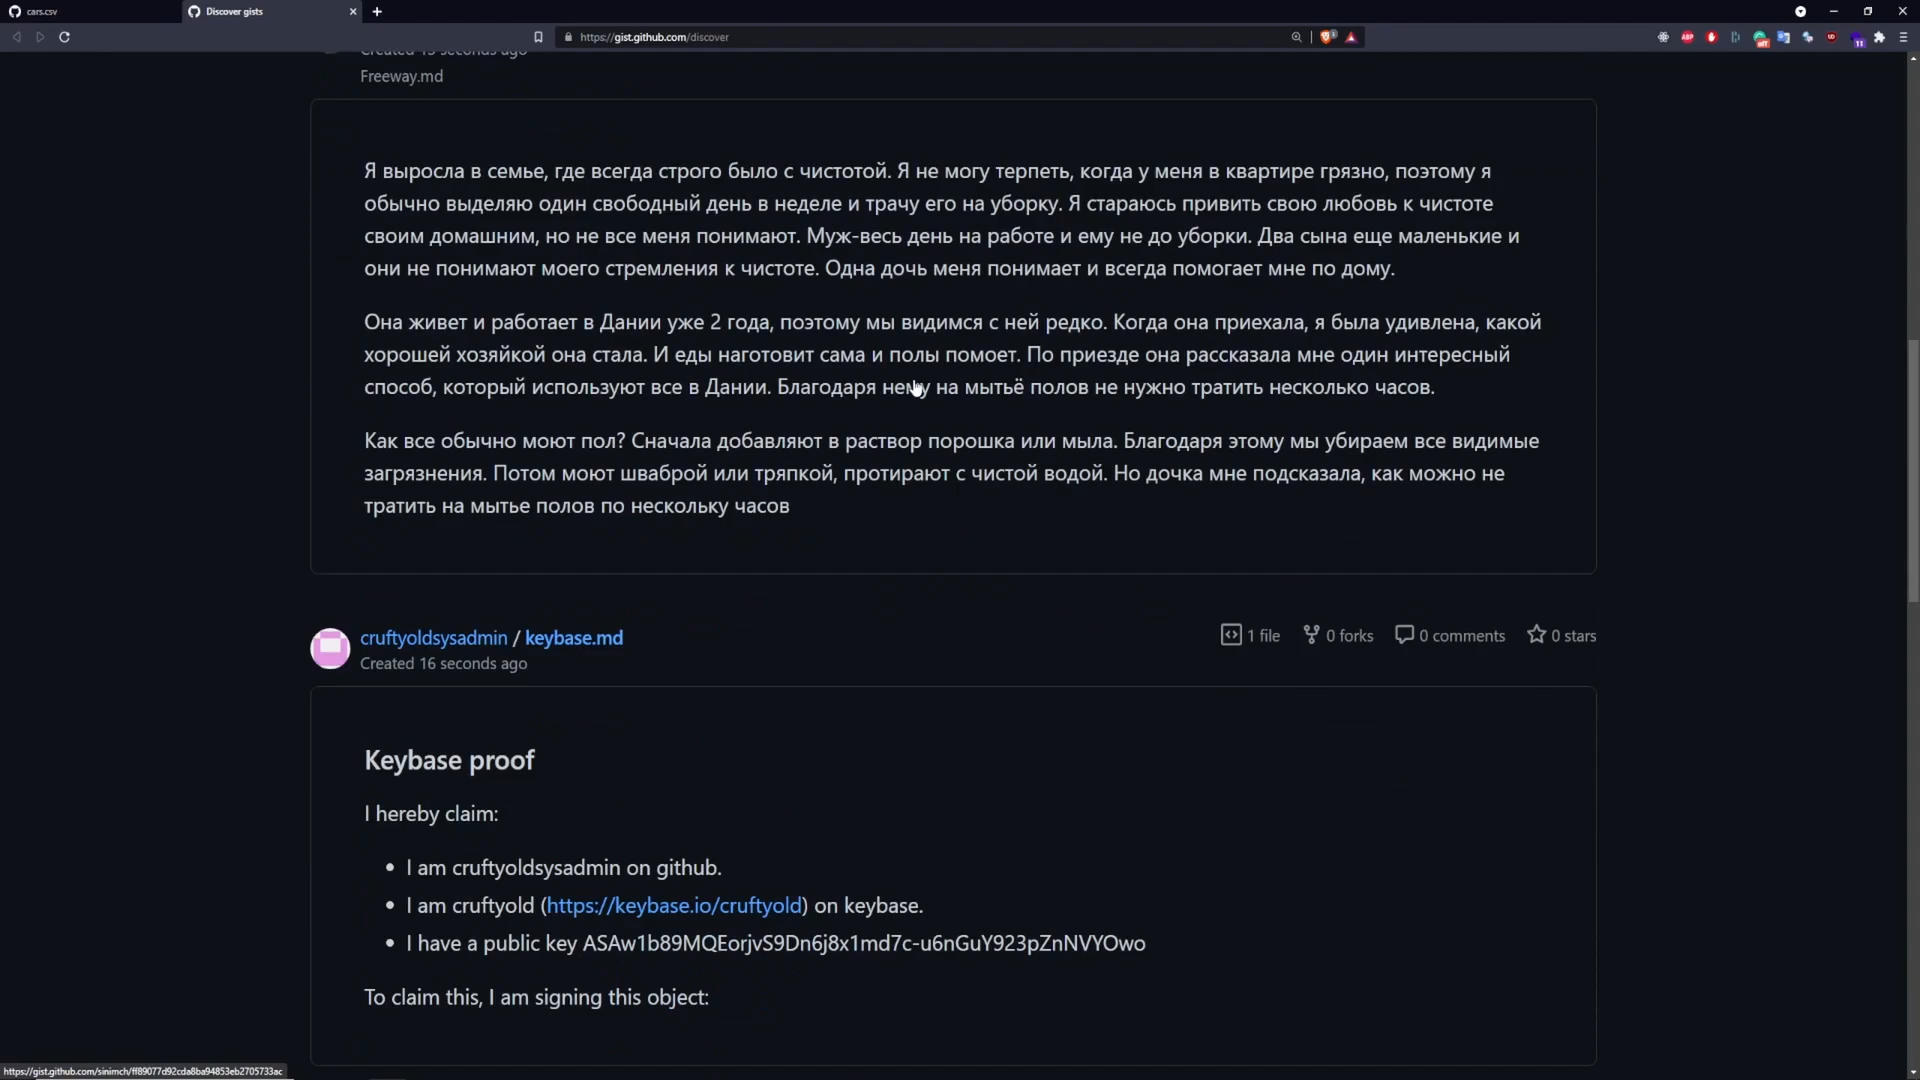 cars.csv
Discover gists
https://gist.github.com/discover
Created 15 seconds ago
Freeway.md
Я выросла в семье, где всегда строго было с чистотой. Я не могу терпеть, когда у меня в квартире грязно, поэтому я
обычно выделяю один свободный день в неделе и трачу его на уборку. Я стараюсь привить свою любовь к чистоте
своим домашним, но не все меня понимают. Муж-весь день на работе и ему не до уборки. Два сына еще маленькие и
они не понимают моего стремления к чистоте. Одна дочь меня понимает и всегда помогает мне по дому.
Она живет и работает в Дании уже 2 года, поэтому мы видимся с ней редко. Когда она приехала, я была удивлена, какой
хорошей хозяйкой она стала. И еды наготовит сама и полы помоет. По приезде она рассказала мне один интересный
способ, который используют все в Дании. Благодаря нему на мытьё полов не нужно тратить несколько часов.
Как все обычно моют пол? Сначала добавляют в раствор порошка или мыла. Благодаря этому мы убираем все видимые
загрязнения. Потом моют шваброй или тряпкой, протирают с чистой водой. Но дочка мне подсказала, как можно не
тратить на мытье полов по нескольку часов
cruftyoldsysadmin / keybase.md
1 file 0 forks 0 comments 0 stars
Created 16 seconds ago
Keybase proof
I hereby claim:
• I am cruftyoldsysadmin on github.
• I am cruftyold (https://keybase.io/cruftyold) on keybase.
• I have a public key ASAw1b89MQEorjvS9Dn6j8x1md7c-u6nGuY923pZnNVYOwo
To claim this, I am signing this object:
https://gist.github.com/sinimch/ff89077d92cda8ba94853eb2705733ac